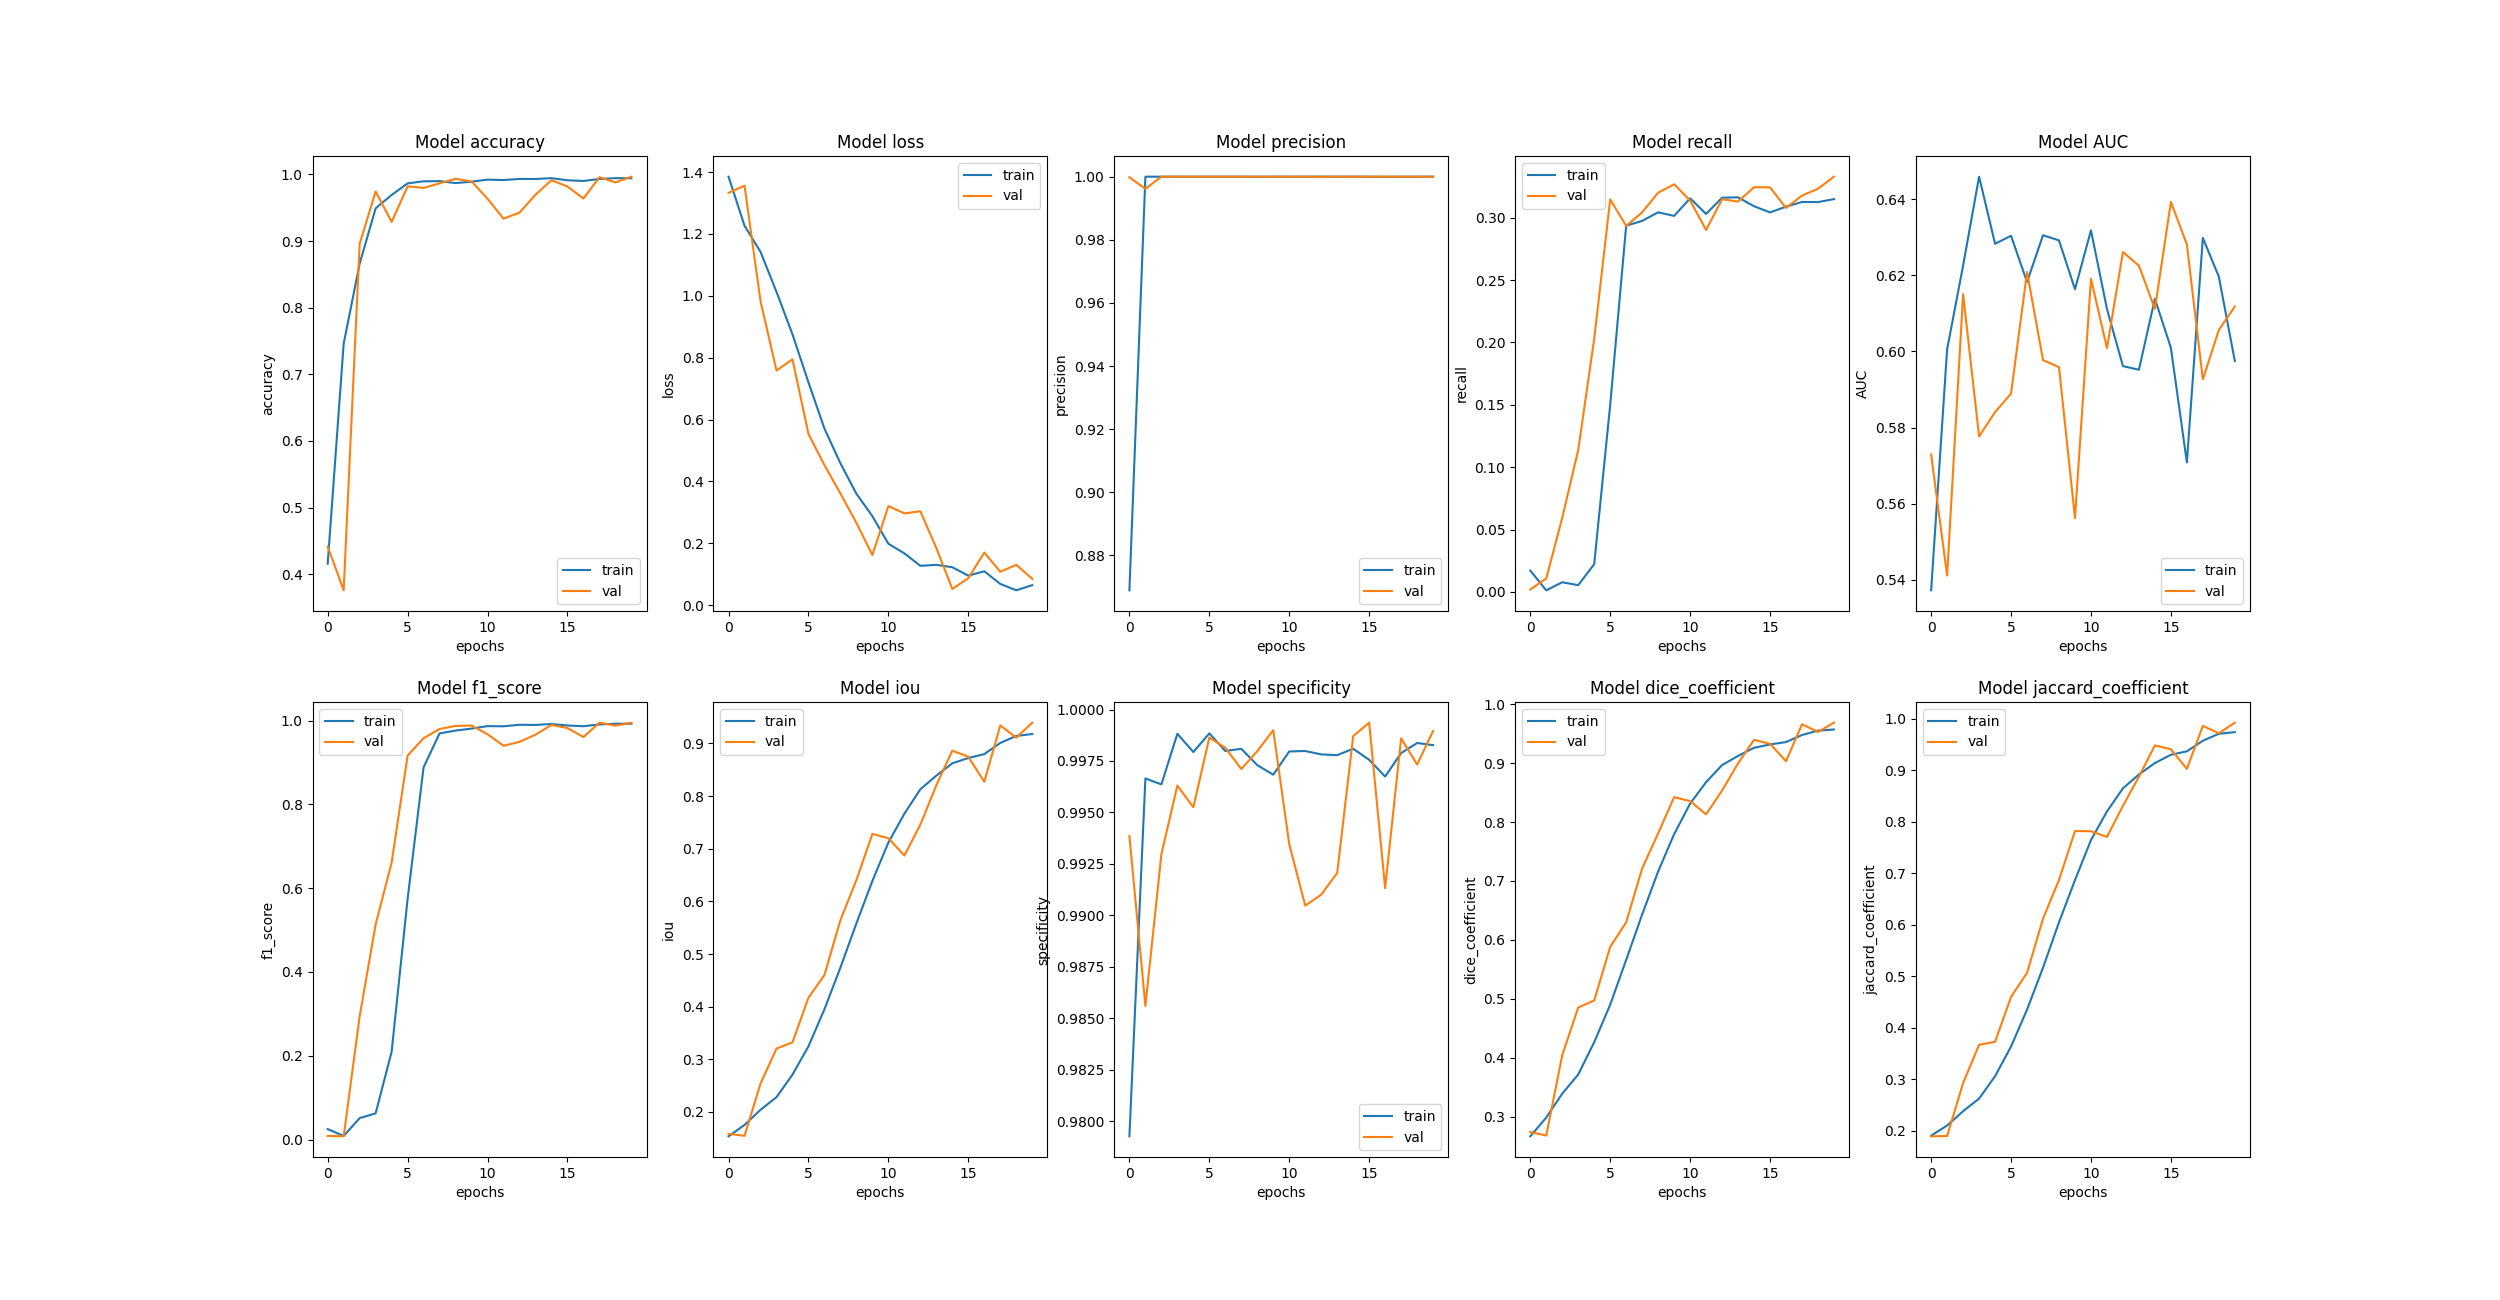 Model accuracy
accuracy
1.0
0.9
0.8
0.7
0.6
0.5
0.4
train
val
0 5 10 15
epochs
Model loss
loss
1.4
1.2
1.0
0.8
0.6
0.4
0.2
0.0
train
val
0 5 10 15
epochs
Model precision
precision
1.00
0.98
0.96
0.94
0.92
0.90
0.88
train
val
0 5 10 15
epochs
Model recall
recall
0.30
0.25
0.20
0.15
0.10
0.05
0.00
train
val
0 5 10 15
epochs
Model AUC
AUC
0.64
0.62
0.60
0.58
0.56
0.54
train
val
0 5 10 15
epochs
Model f1_score
f1_score
1.0
0.8
0.6
0.4
0.2
0.0
train
val
0 5 10 15
epochs
Model iou
iou
0.9
0.8
0.7
0.6
0.5
0.4
0.3
0.2
train
val
0 5 10 15
epochs
Model specificity
specificity
1.0000
0.9975
0.9950
0.9925
0.9900
0.9875
0.9850
0.9825
0.9800
train
val
0 5 10 15
epochs
Model dice_coefficient
dice_coefficient
1.0
0.9
0.8
0.7
0.6
0.5
0.4
0.3
train
val
0 5 10 15
epochs
Model jaccard_coefficient
jaccard_coefficient
1.0
0.9
0.8
0.7
0.6
0.5
0.4
0.3
0.2
train
val
0 5 10 15
epochs